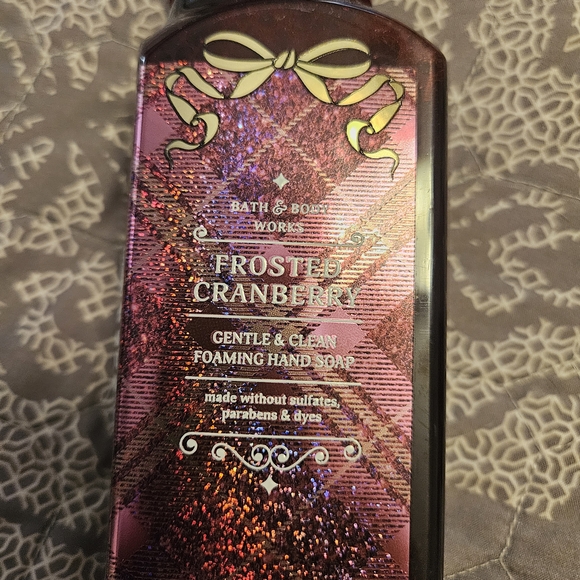 BATH & BODY
WORKS
FROSTED
CRANBERRY
GENTLE & CLEAN
FOAMING HAND SOAP
made without sulfates,
parabens & dyes